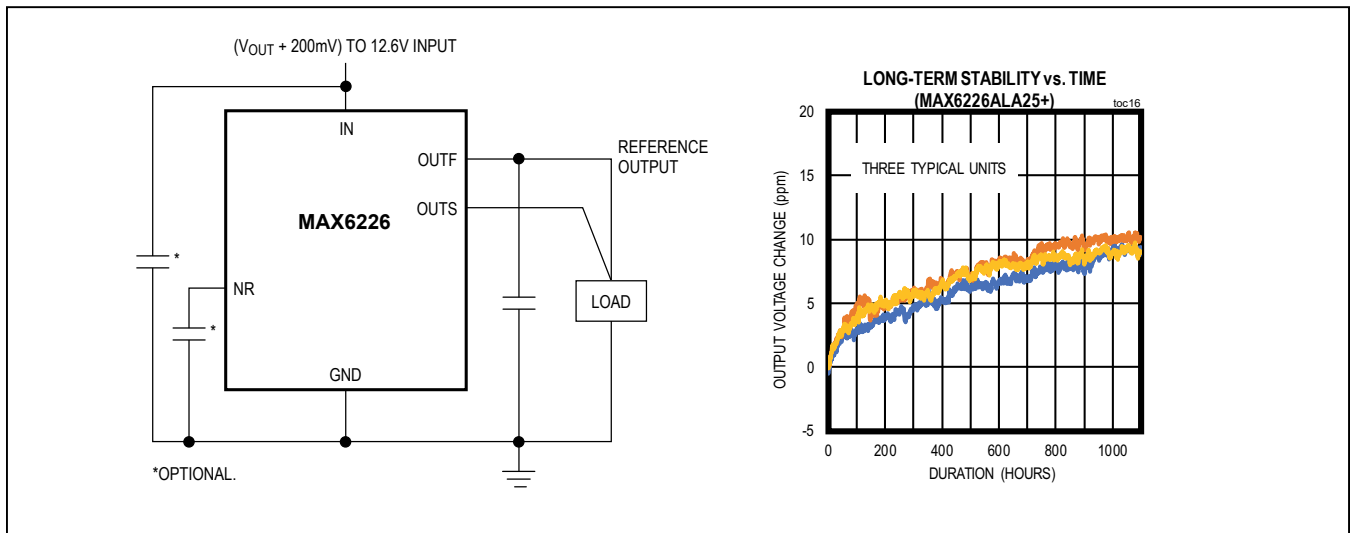 (VOUT + 200mV) TO 12.6V INPUT
IN
OUTF
REFERENCE
OUTPUT
OUTS
MAX6226
*
NR
*
LOAD
GND
*OPTIONAL.
LONG-TERM STABILITY vs. TIME
(MAX6226ALA25+)
toc16
THREE TYPICAL UNITS
OUTPUT VOLTAGE CHANGE (ppm)
20
15
10
5
0
-5
0 200 400 600 800 1000
DURATION (HOURS)